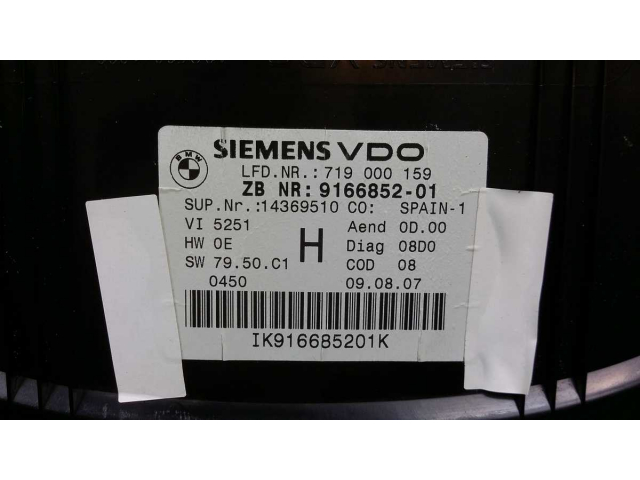 BMW
SIEMENS VDO
LFD.NR.:719 000 159
ZB NR:9166852-01
SUP.Nr.:14369510 CO: SPAIN-1
VI 5251 Aend 0D.00
HW 0E H Diag 08D0
SW 79.50.C1 COD 08
0450 09.08.07
IK916685201K